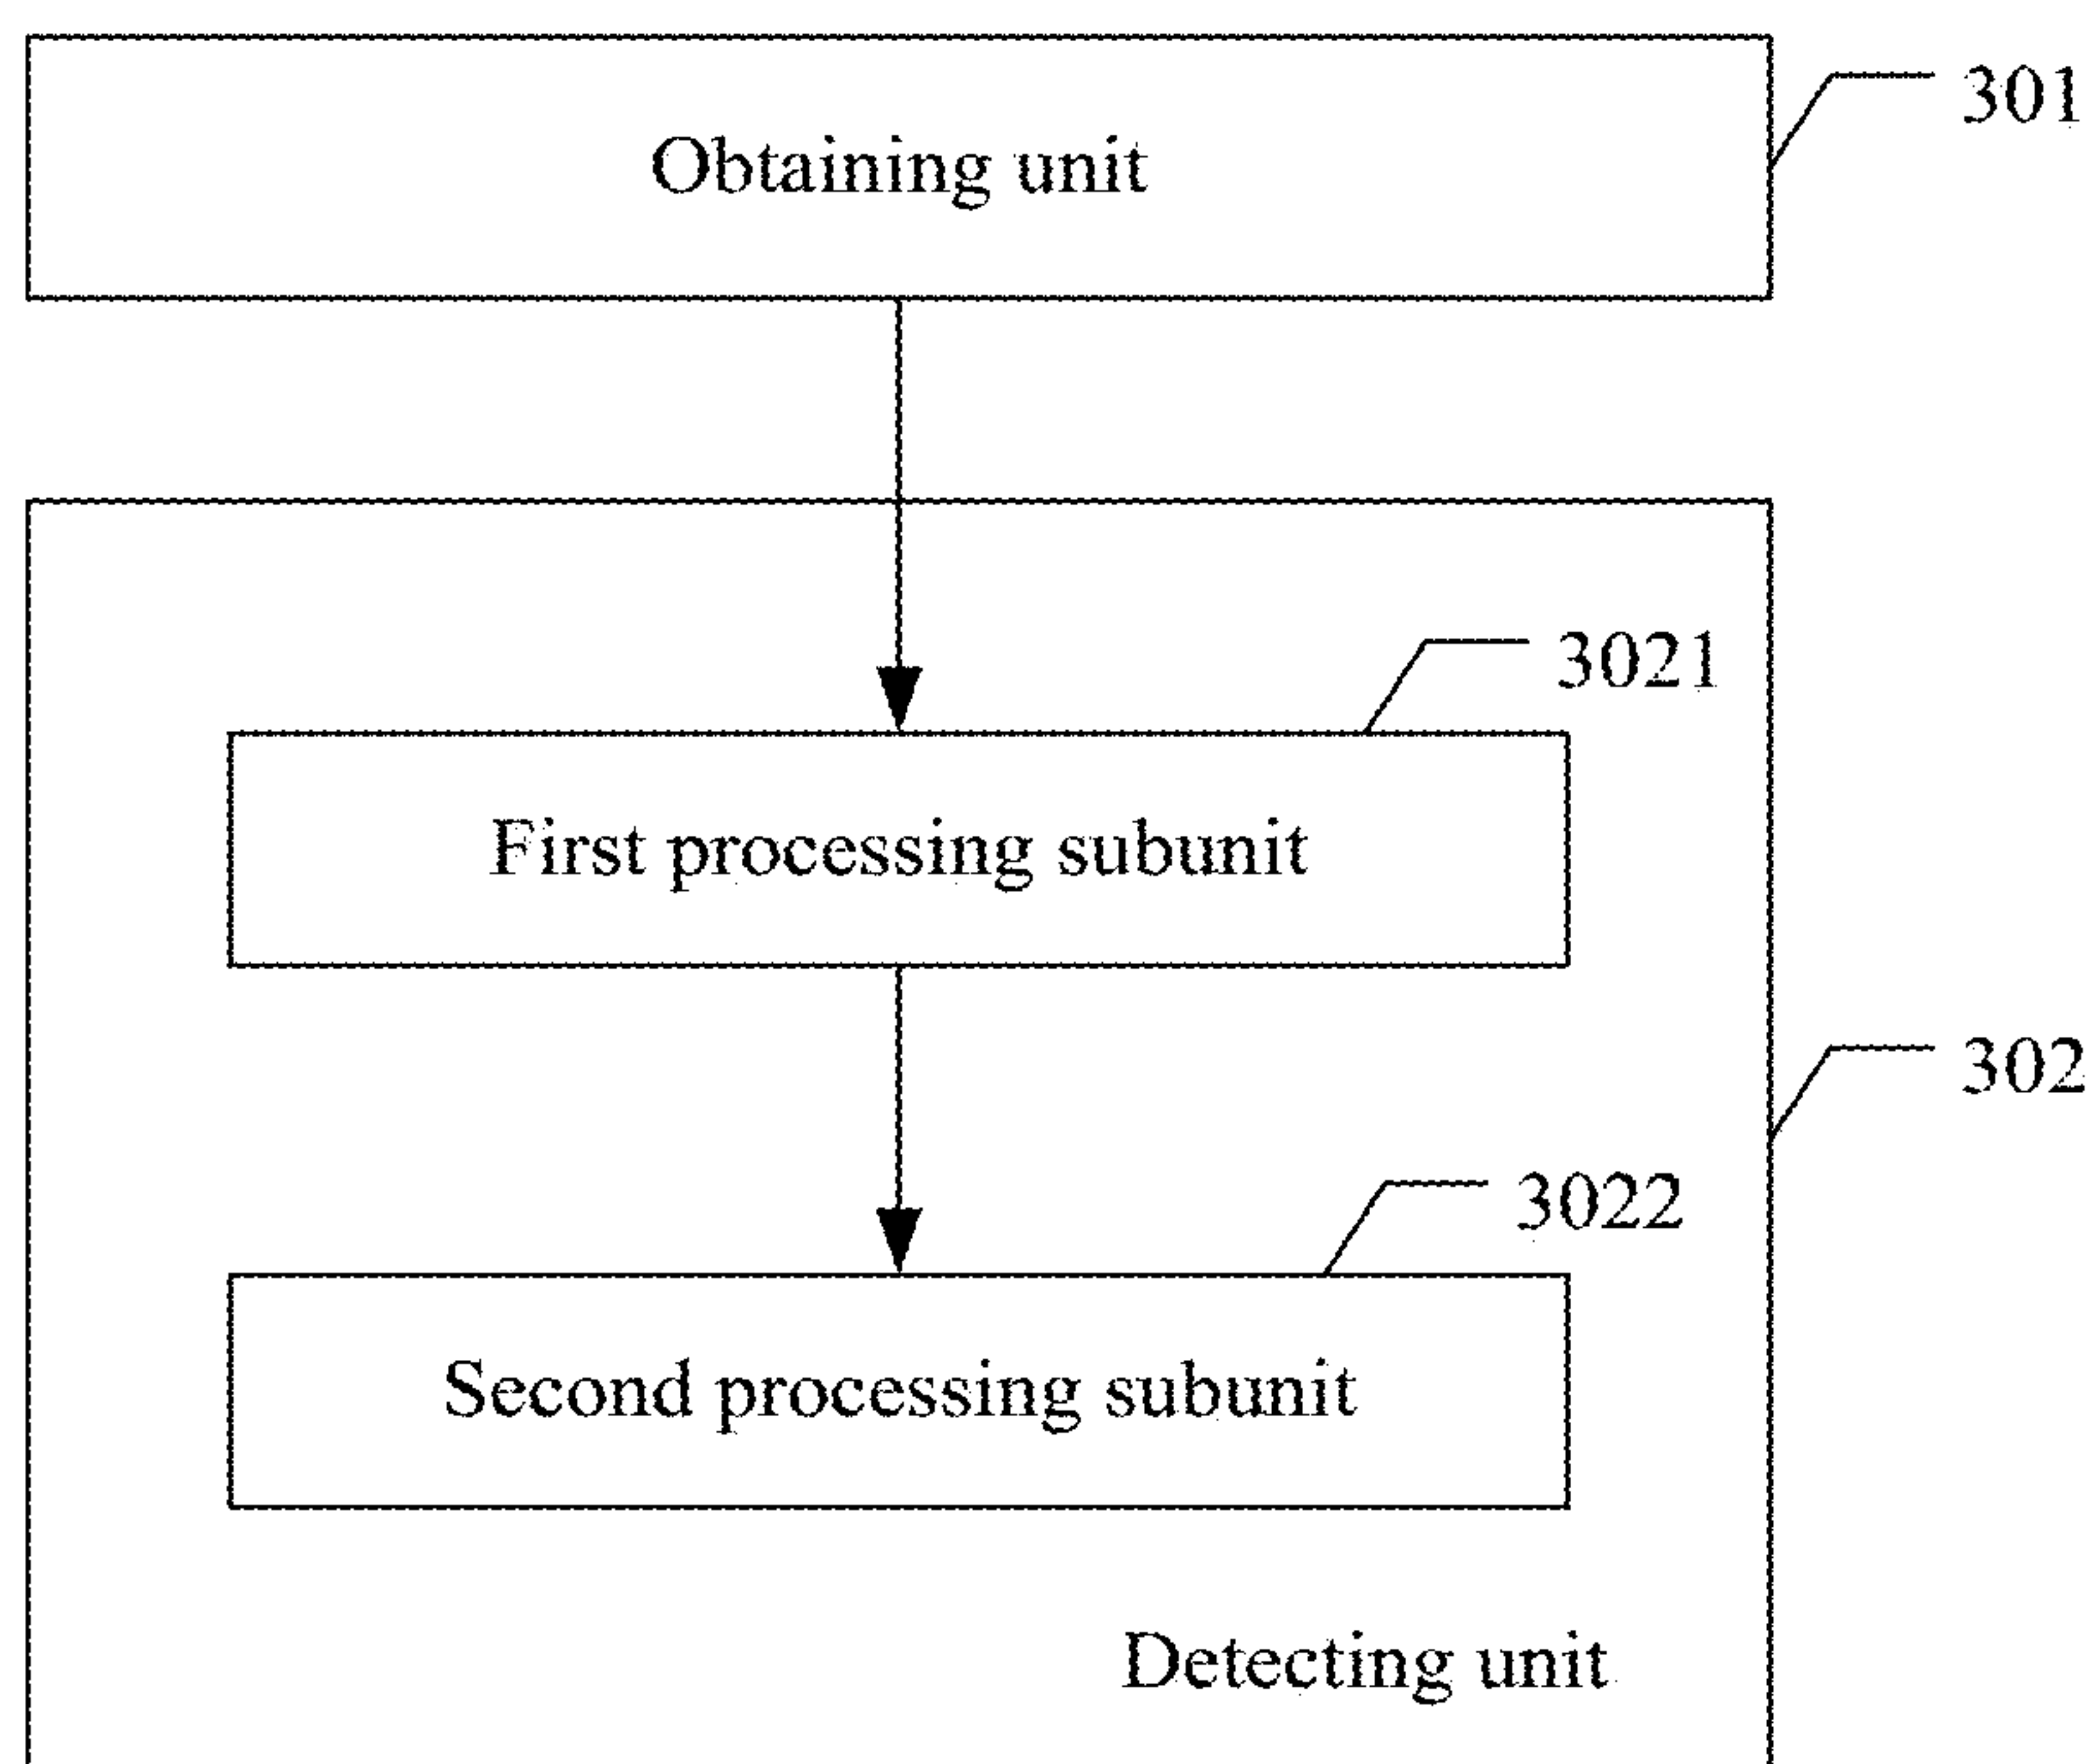 301
Obtaining unit
3021
First processing subunit
302
3022
Second processing subunit
Detecting unit